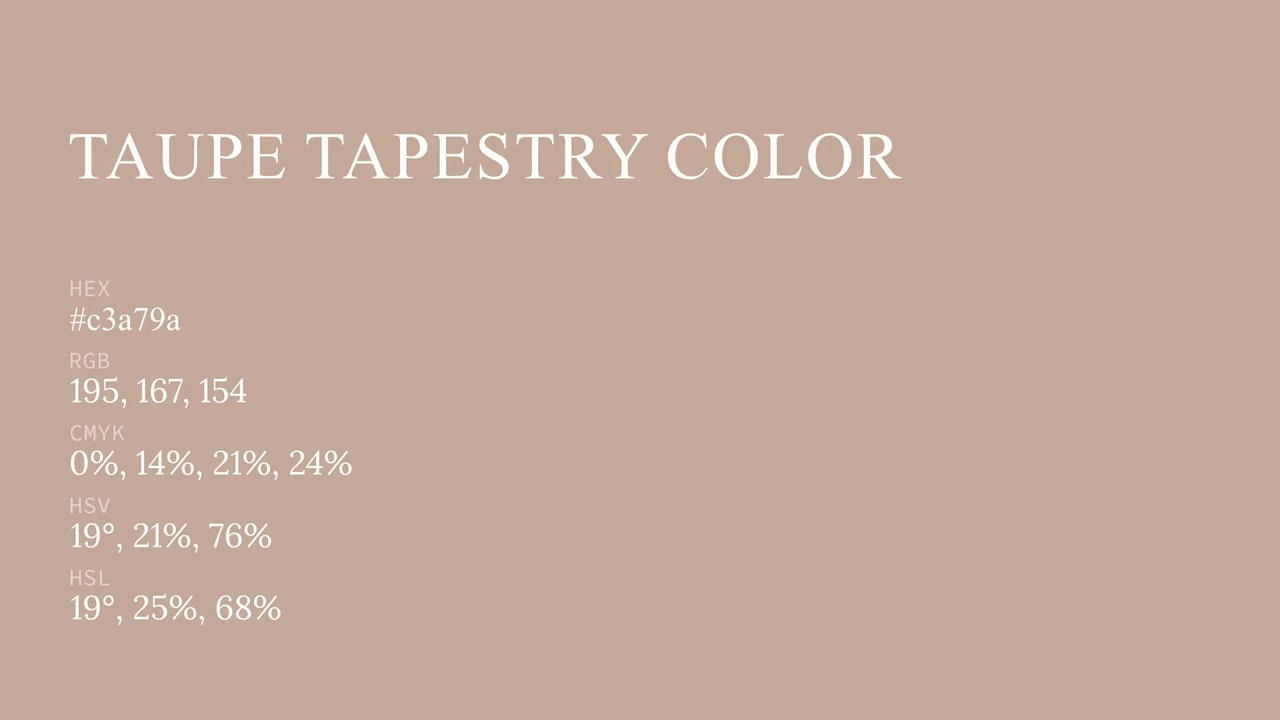 TAUPE TAPESTRY COLOR
HEX
#c3a79a
RGB
195, 167, 154
CMYK
0%, 14%, 21%, 24%
HSV
19°, 21%, 76%
HSL
19°, 25%, 68%